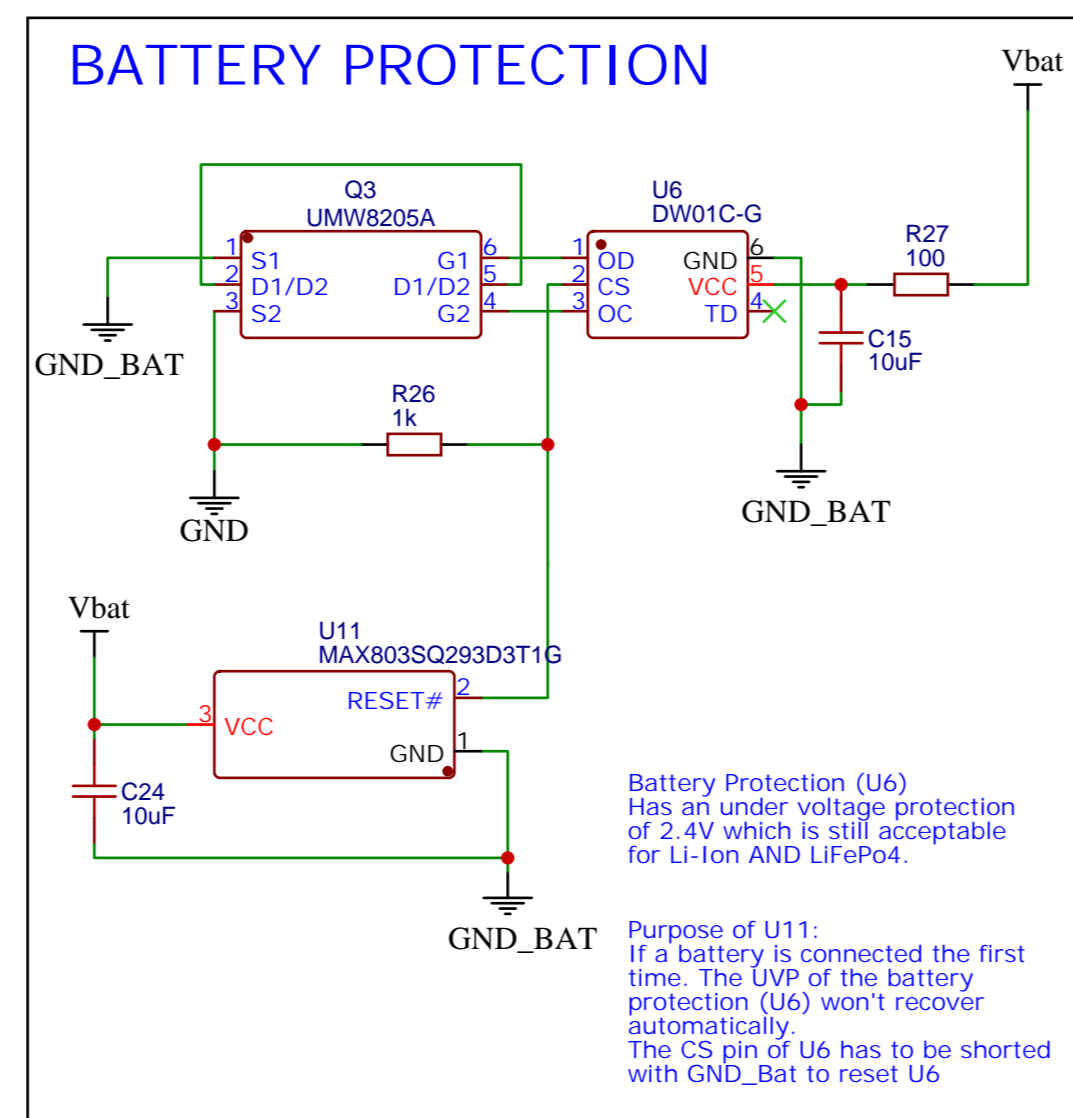 BATTERY PROTECTION
Vbat
Q3
UMW8205A
1
2
3
S1
D1/D2
S2
G1
D1/D2
G2
6
5
4
U6
DW01C-G
1
2
3
OD
CS
OC
GND
VCC
TD
6
5
4
R27
100
C15
10uF
GND_BAT
R26
1k
GND
GND_BAT
Vbat
U11
MAX803SQ293D3T1G
3
VCC
RESET#
2
GND
1
C24
10uF
GND_BAT
Battery Protection (U6)
Has an under voltage protection
of 2.4V which is still acceptable
for Li-Ion AND LiFePo4.
Purpose of U11:
If a battery is connected the first
time. The UVP of the battery
protection (U6) won't recover
automatically.
The CS pin of U6 has to be shorted
with GND_Bat to reset U6